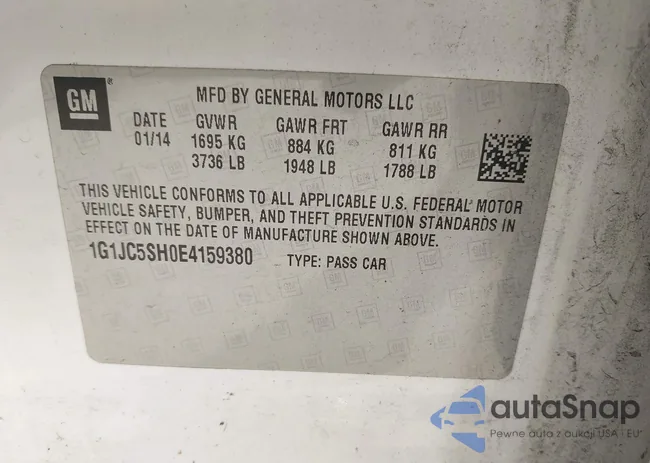 GM
®
MFD BY GENERAL MOTORS LLC
DATE GVWR GAWR FRT GAWR RR
01/14 1695 KG 884 KG 811 KG
3736 LB 1948 LB 1788 LB
THIS VEHICLE CONFORMS TO ALL APPLICABLE U.S. FEDERAL MOTOR
VEHICLE SAFETY, BUMPER, AND THEFT PREVENTION STANDARDS IN
EFFECT ON THE DATE OF MANUFACTURE SHOWN ABOVE.
1G1JC5SH0E4159380 TYPE: PASS CAR
autaSnap
Pewne auta z aukcji USA - EU